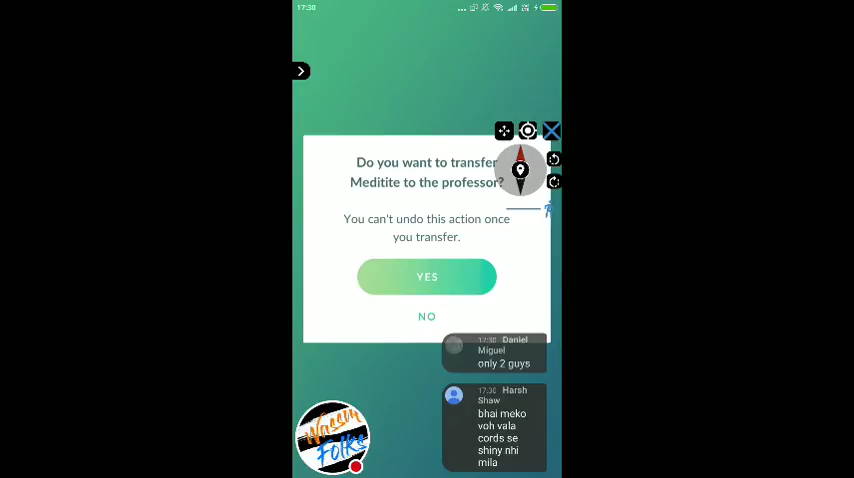 17:30
Do you want to transfer
Meditite to the professor?
You can't undo this action once
you transfer.
YES
NO
17:30 Daniel
Miguel
only 2 guys
17:30 Harsh
Shaw
bhai meko
voh vala
cords se
shiny nhi
mila
Wassup
Folks